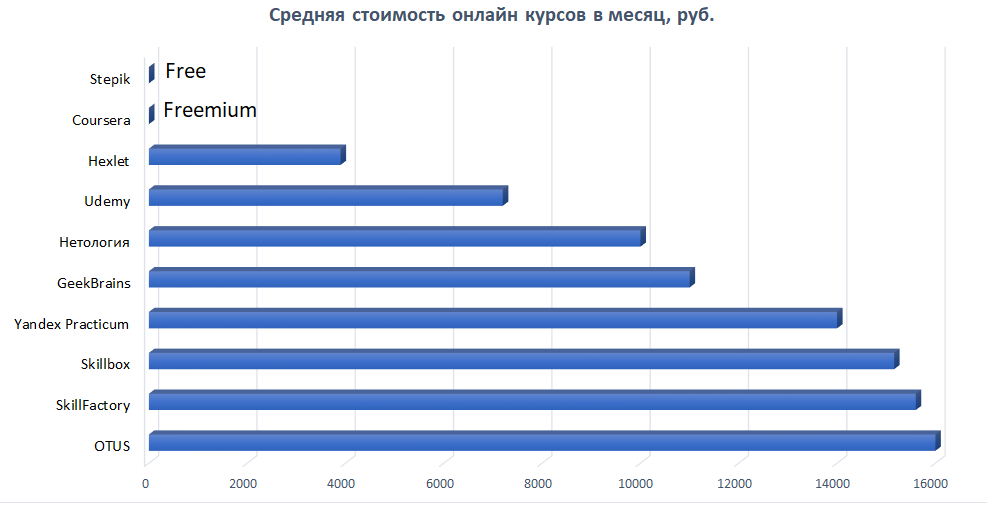 Средняя стоимость онлайн курсов в месяц, руб.
Stepik Free
Coursera Freemium
Hexlet
Udemy
Нетология
GeekBrains
Yandex Practicum
Skillbox
SkillFactory
OTUS
0 2000 4000 6000 8000 10000 12000 14000 16000